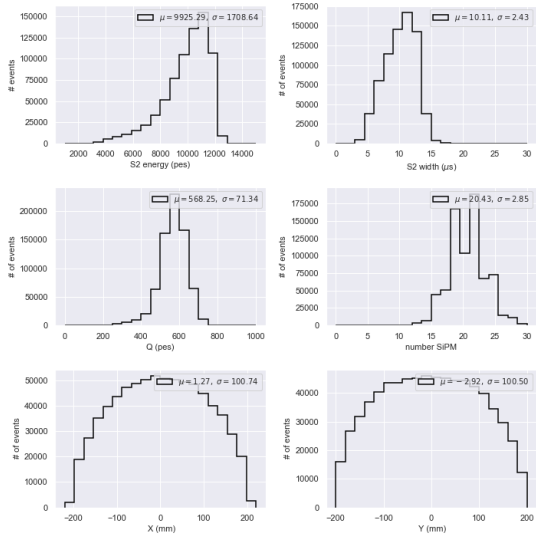 μ = 9925.29, σ = 1708.64
150000
125000
100000
75000
50000
25000
0
# of events
2000 4000 6000 8000 10000 12000 14000
S2 energy (pes)
μ = 10.11, σ = 2.43
175000
150000
125000
100000
75000
50000
25000
0
# of events
0 5 10 15 20 25 30
S2 width (μs)
μ = 568.25, σ = 71.34
200000
150000
100000
50000
0
# of events
0 200 400 600 800 1000
Q (pes)
μ = 20.43, σ = 2.85
175000
150000
125000
100000
75000
50000
25000
0
# of events
0 5 10 15 20 25 30
number SiPM
μ = 1.27, σ = 100.74
50000
40000
30000
20000
10000
0
# of events
−200 −100 0 100 200
X (mm)
μ = −2.92, σ = 100.50
40000
30000
20000
10000
0
# of events
−200 −100 0 100 200
Y (mm)